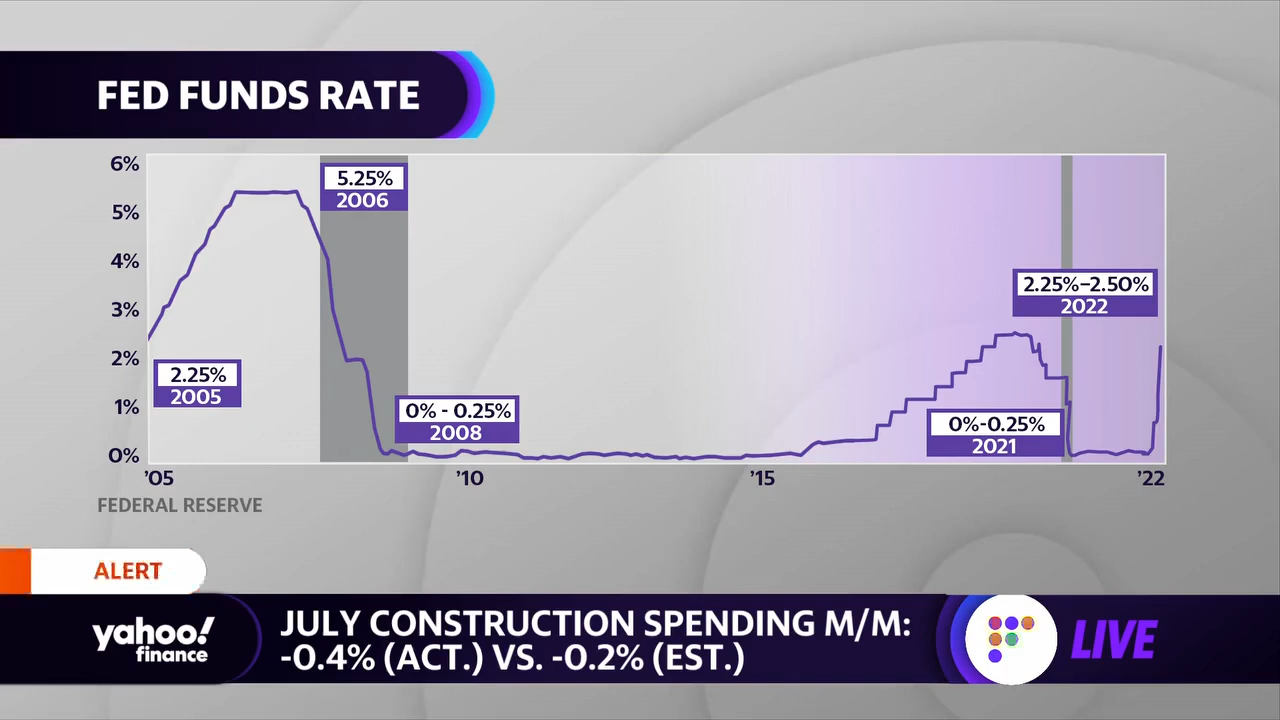 FED FUNDS RATE
6%
5%
4%
3%
2%
1%
0%
5.25%
2006
2.25%–2.50%
2022
2.25%
2005
0% - 0.25%
2008
0%-0.25%
2021
’05
’10
’15
’22
FEDERAL RESERVE
ALERT
yahoo!
finance
JULY CONSTRUCTION SPENDING M/M:
-0.4% (ACT.) VS. -0.2% (EST.)
LIVE